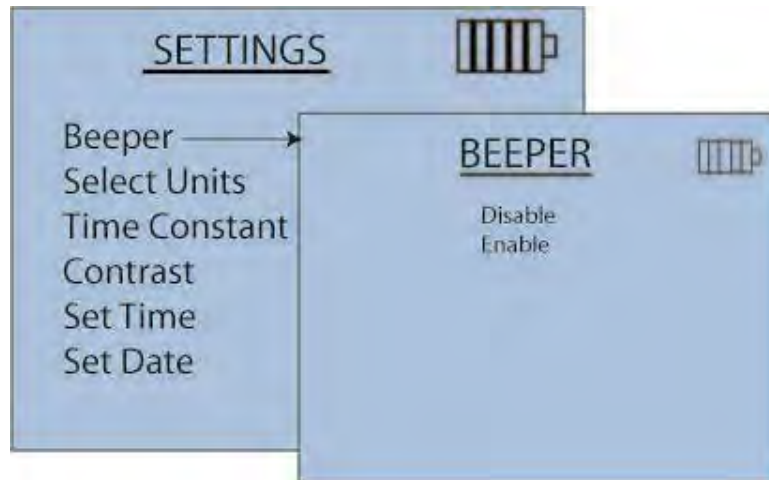 SETTINGS
Beeper
Select Units
Time Constant
Contrast
Set Time
Set Date
BEEPER
Disable
Enable